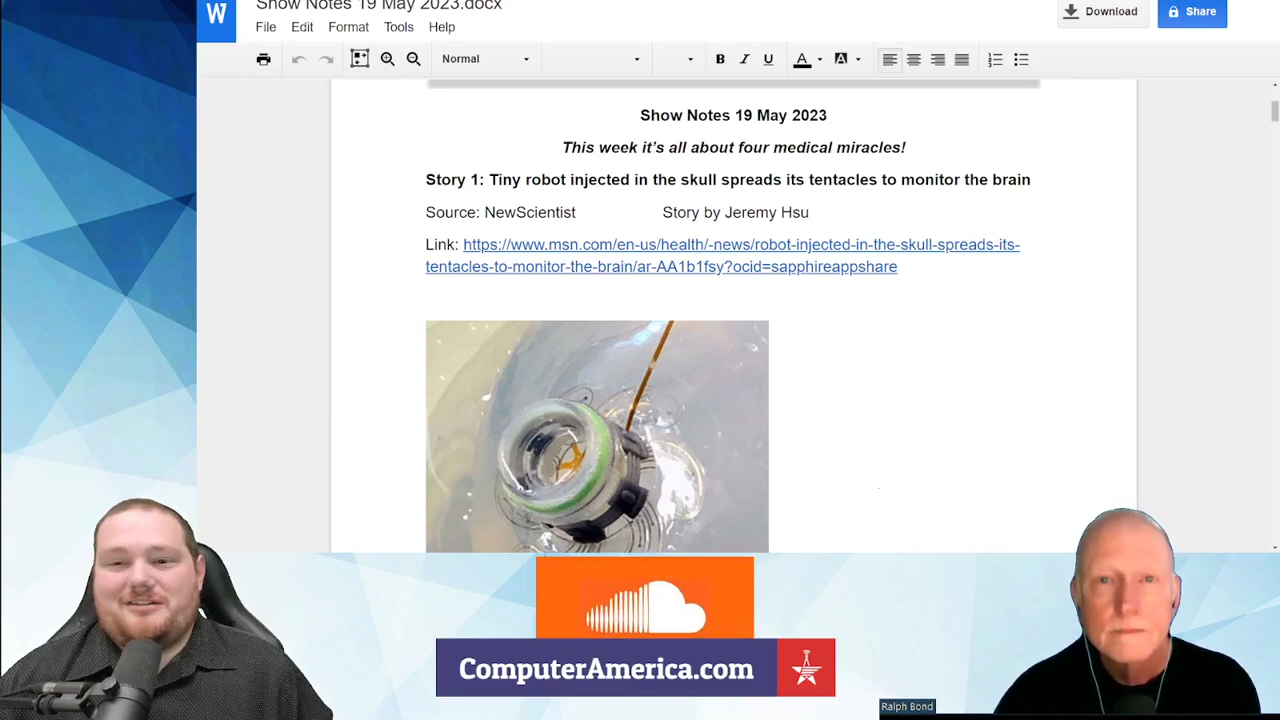 Show Notes 19 May 2023.docx
W
File Edit Format Tools Help
Download
Share
Normal
B I U A A
Show Notes 19 May 2023
This week it's all about four medical miracles!
Story 1: Tiny robot injected in the skull spreads its tentacles to monitor the brain
Source: NewScientist Story by Jeremy Hsu
Link: https://www.msn.com/en-us/health/-news/robot-injected-in-the-skull-spreads-its-
tentacles-to-monitor-the-brain/ar-AA1b1fsy?ocid=sapphireappshare
ComputerAmerica.com
Ralph Bond